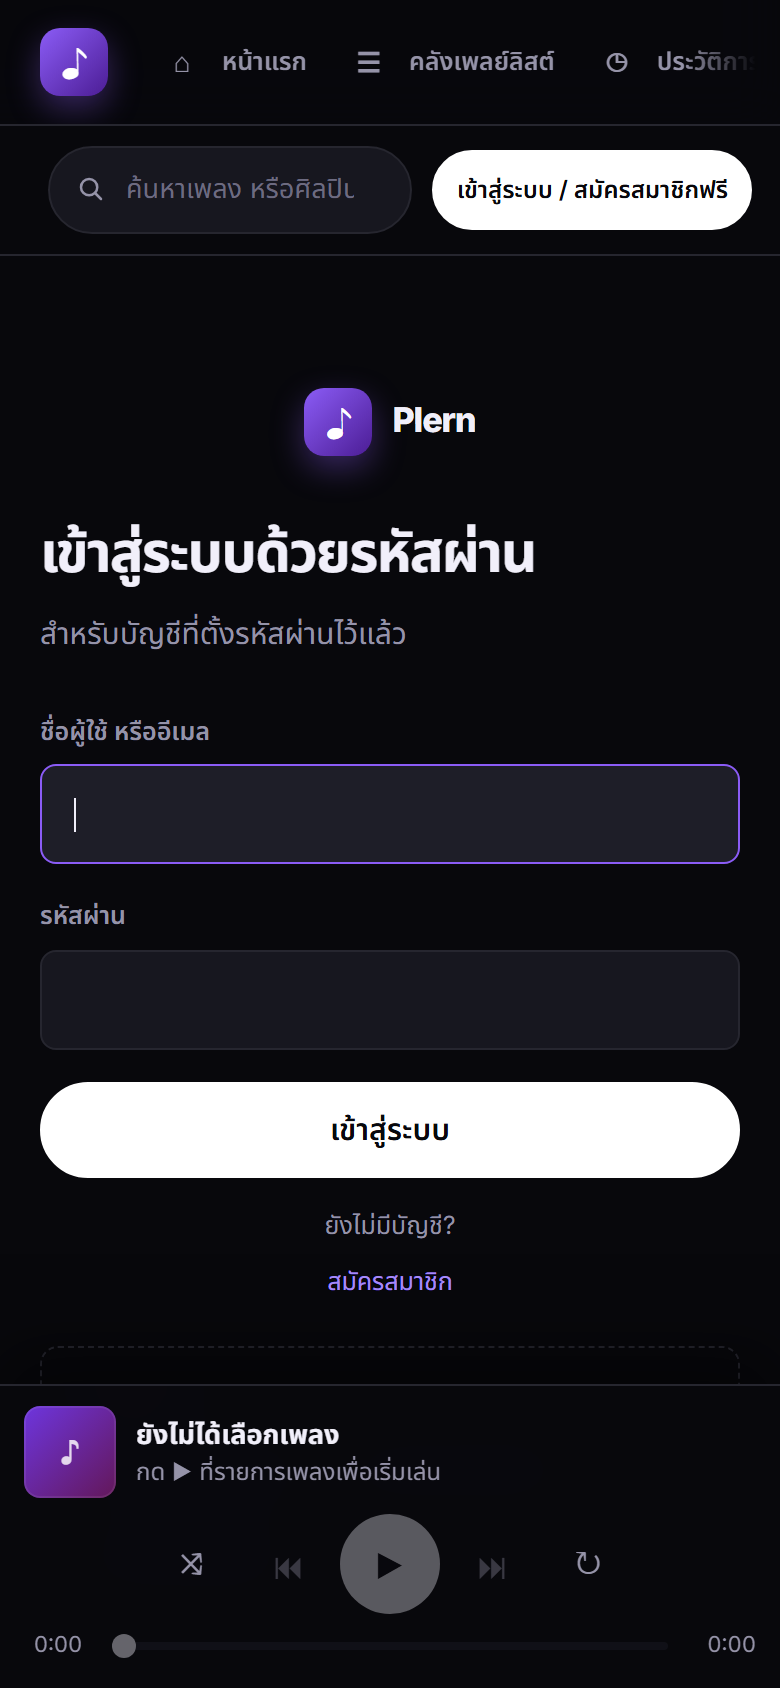 หน้าแรก
คลังเพลย์ลิสต์
ค้นหาเพลง หรือศิลปิน
เข้าสู่ระบบ / สมัครสมาชิกฟรี
Plern
เข้าสู่ระบบด้วยรหัสผ่าน
สำหรับบัญชีที่ตั้งรหัสผ่านไว้แล้ว
ชื่อผู้ใช้ หรืออีเมล
รหัสผ่าน
เข้าสู่ระบบ
ยังไม่มีบัญชี?
สมัครสมาชิก
ยังไม่ได้เลือกเพลง
กด ▶ ที่รายการเพลงเพื่อเริ่มเล่น
0:00
0:00